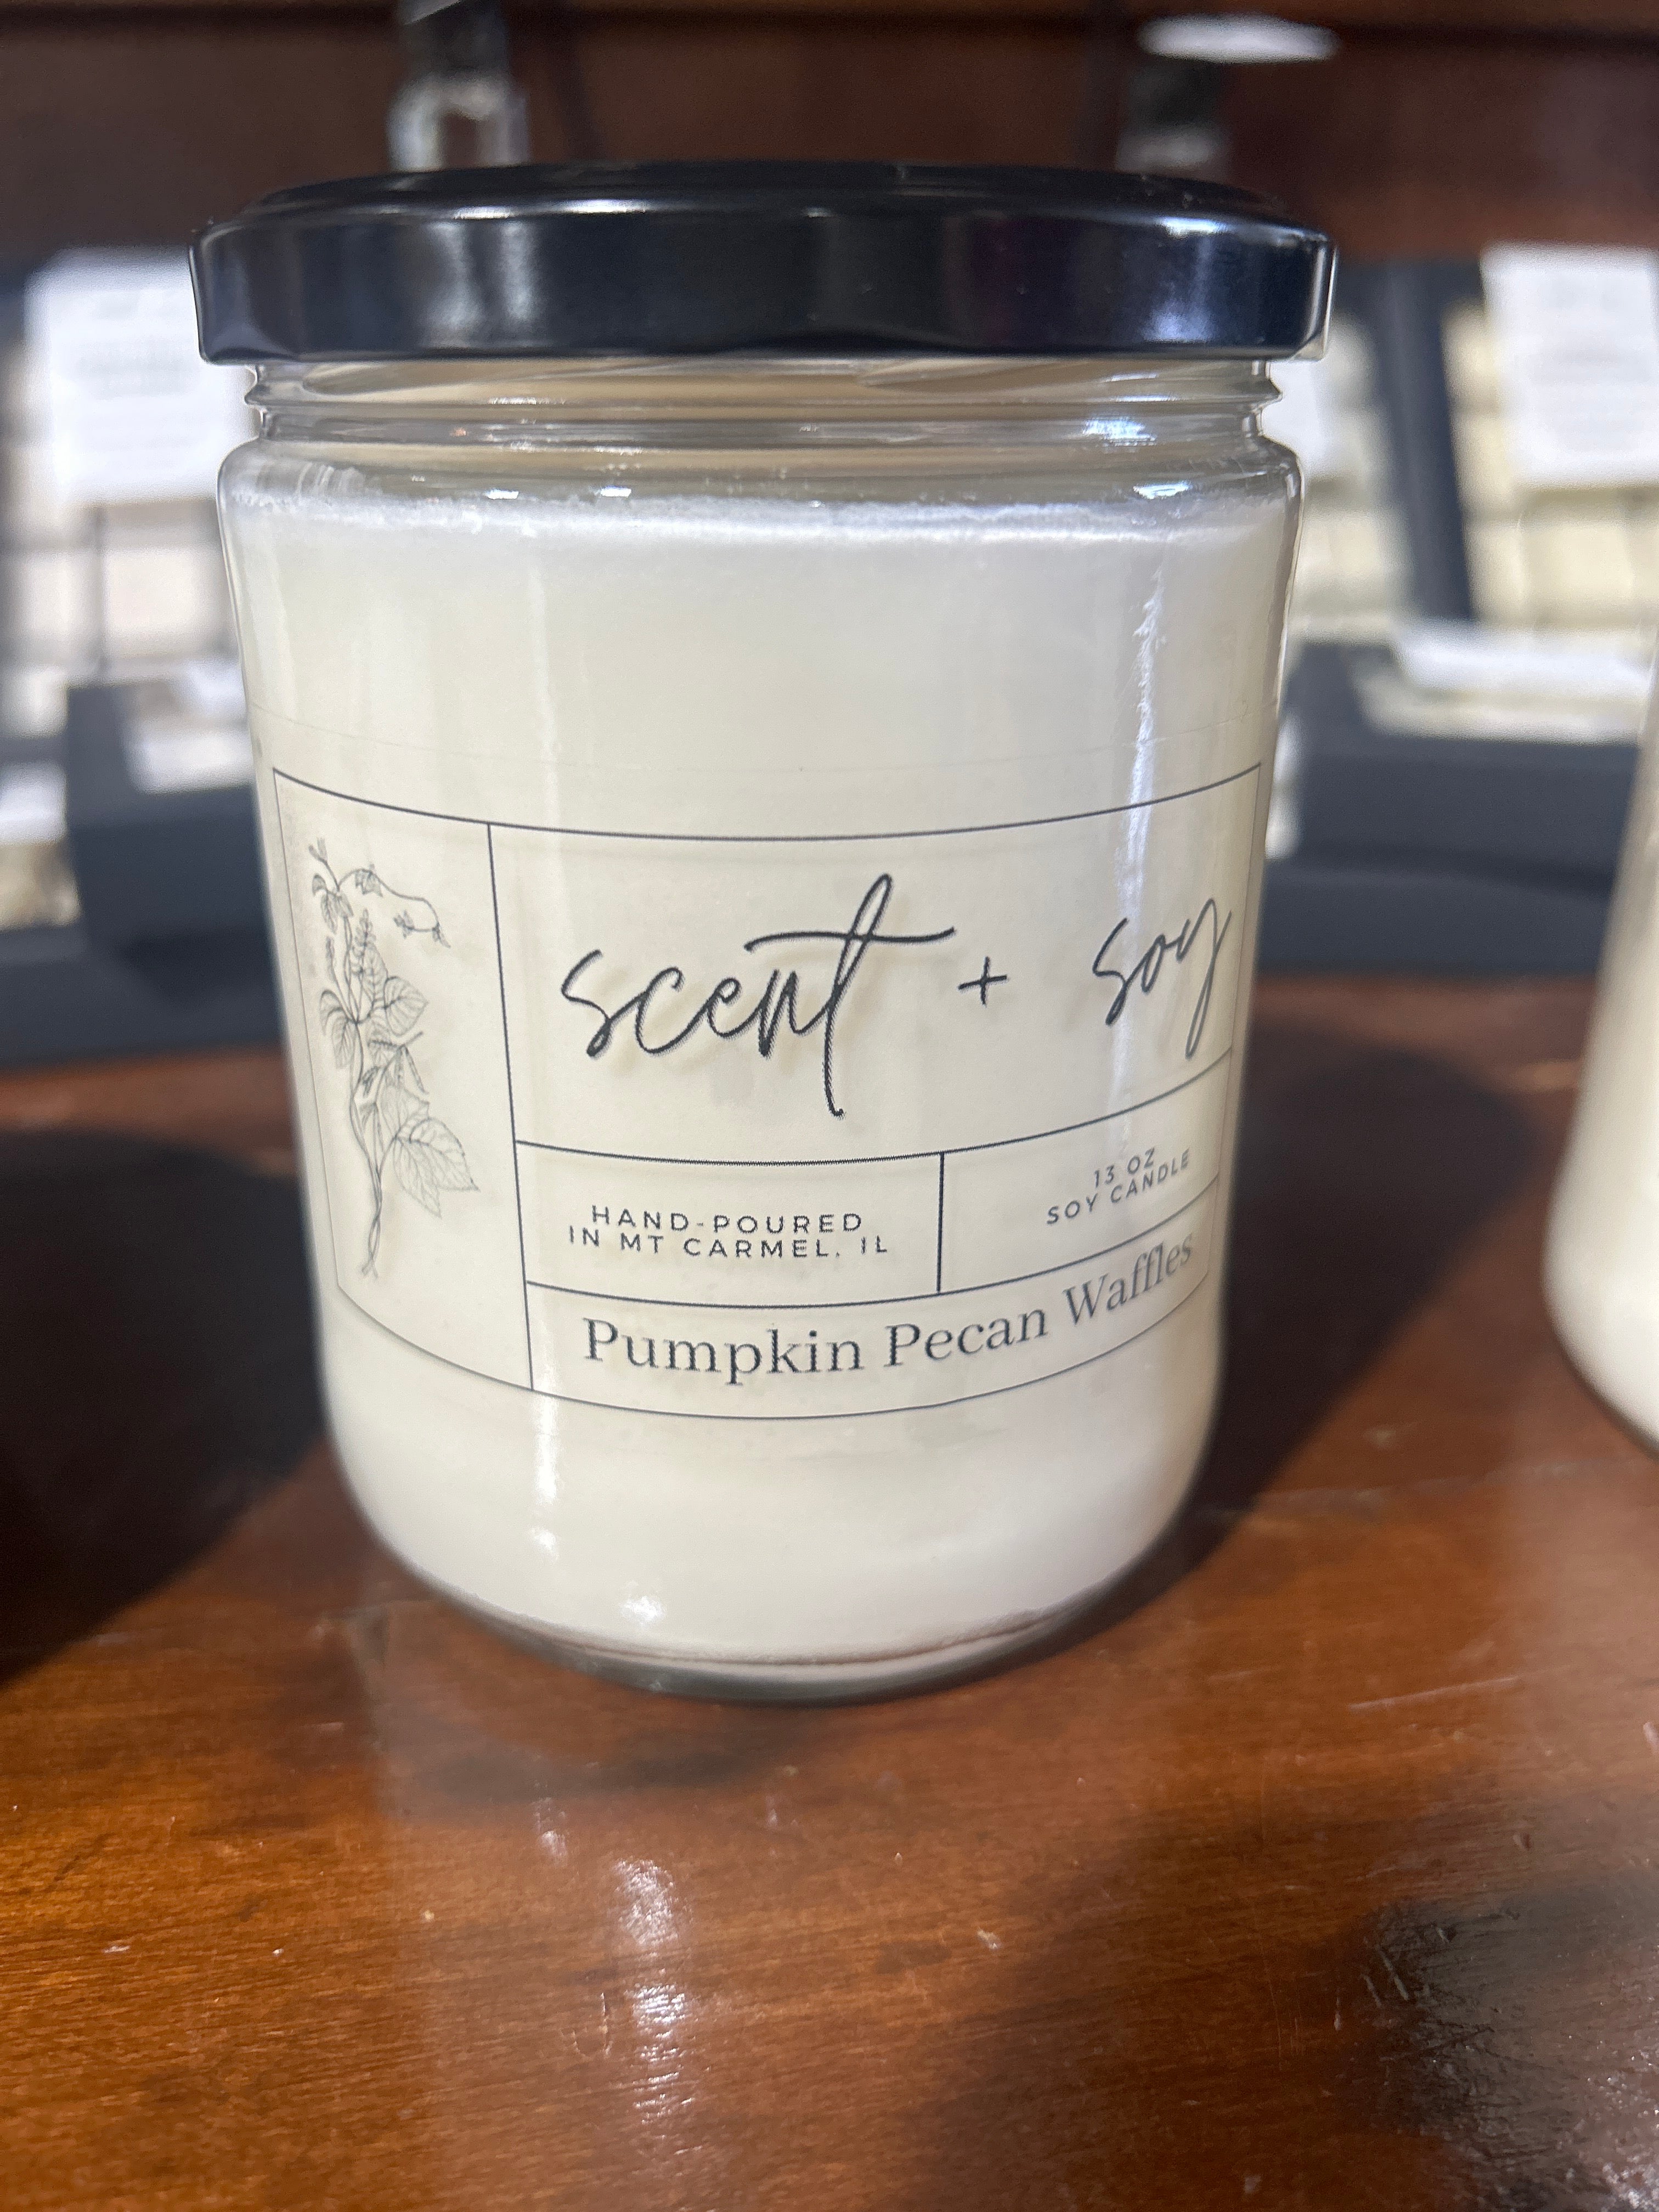 scent + soy
HAND-POURED
IN MT CARMEL, IL
13 OZ
SOY CANDLE
Pumpkin Pecan Waffles